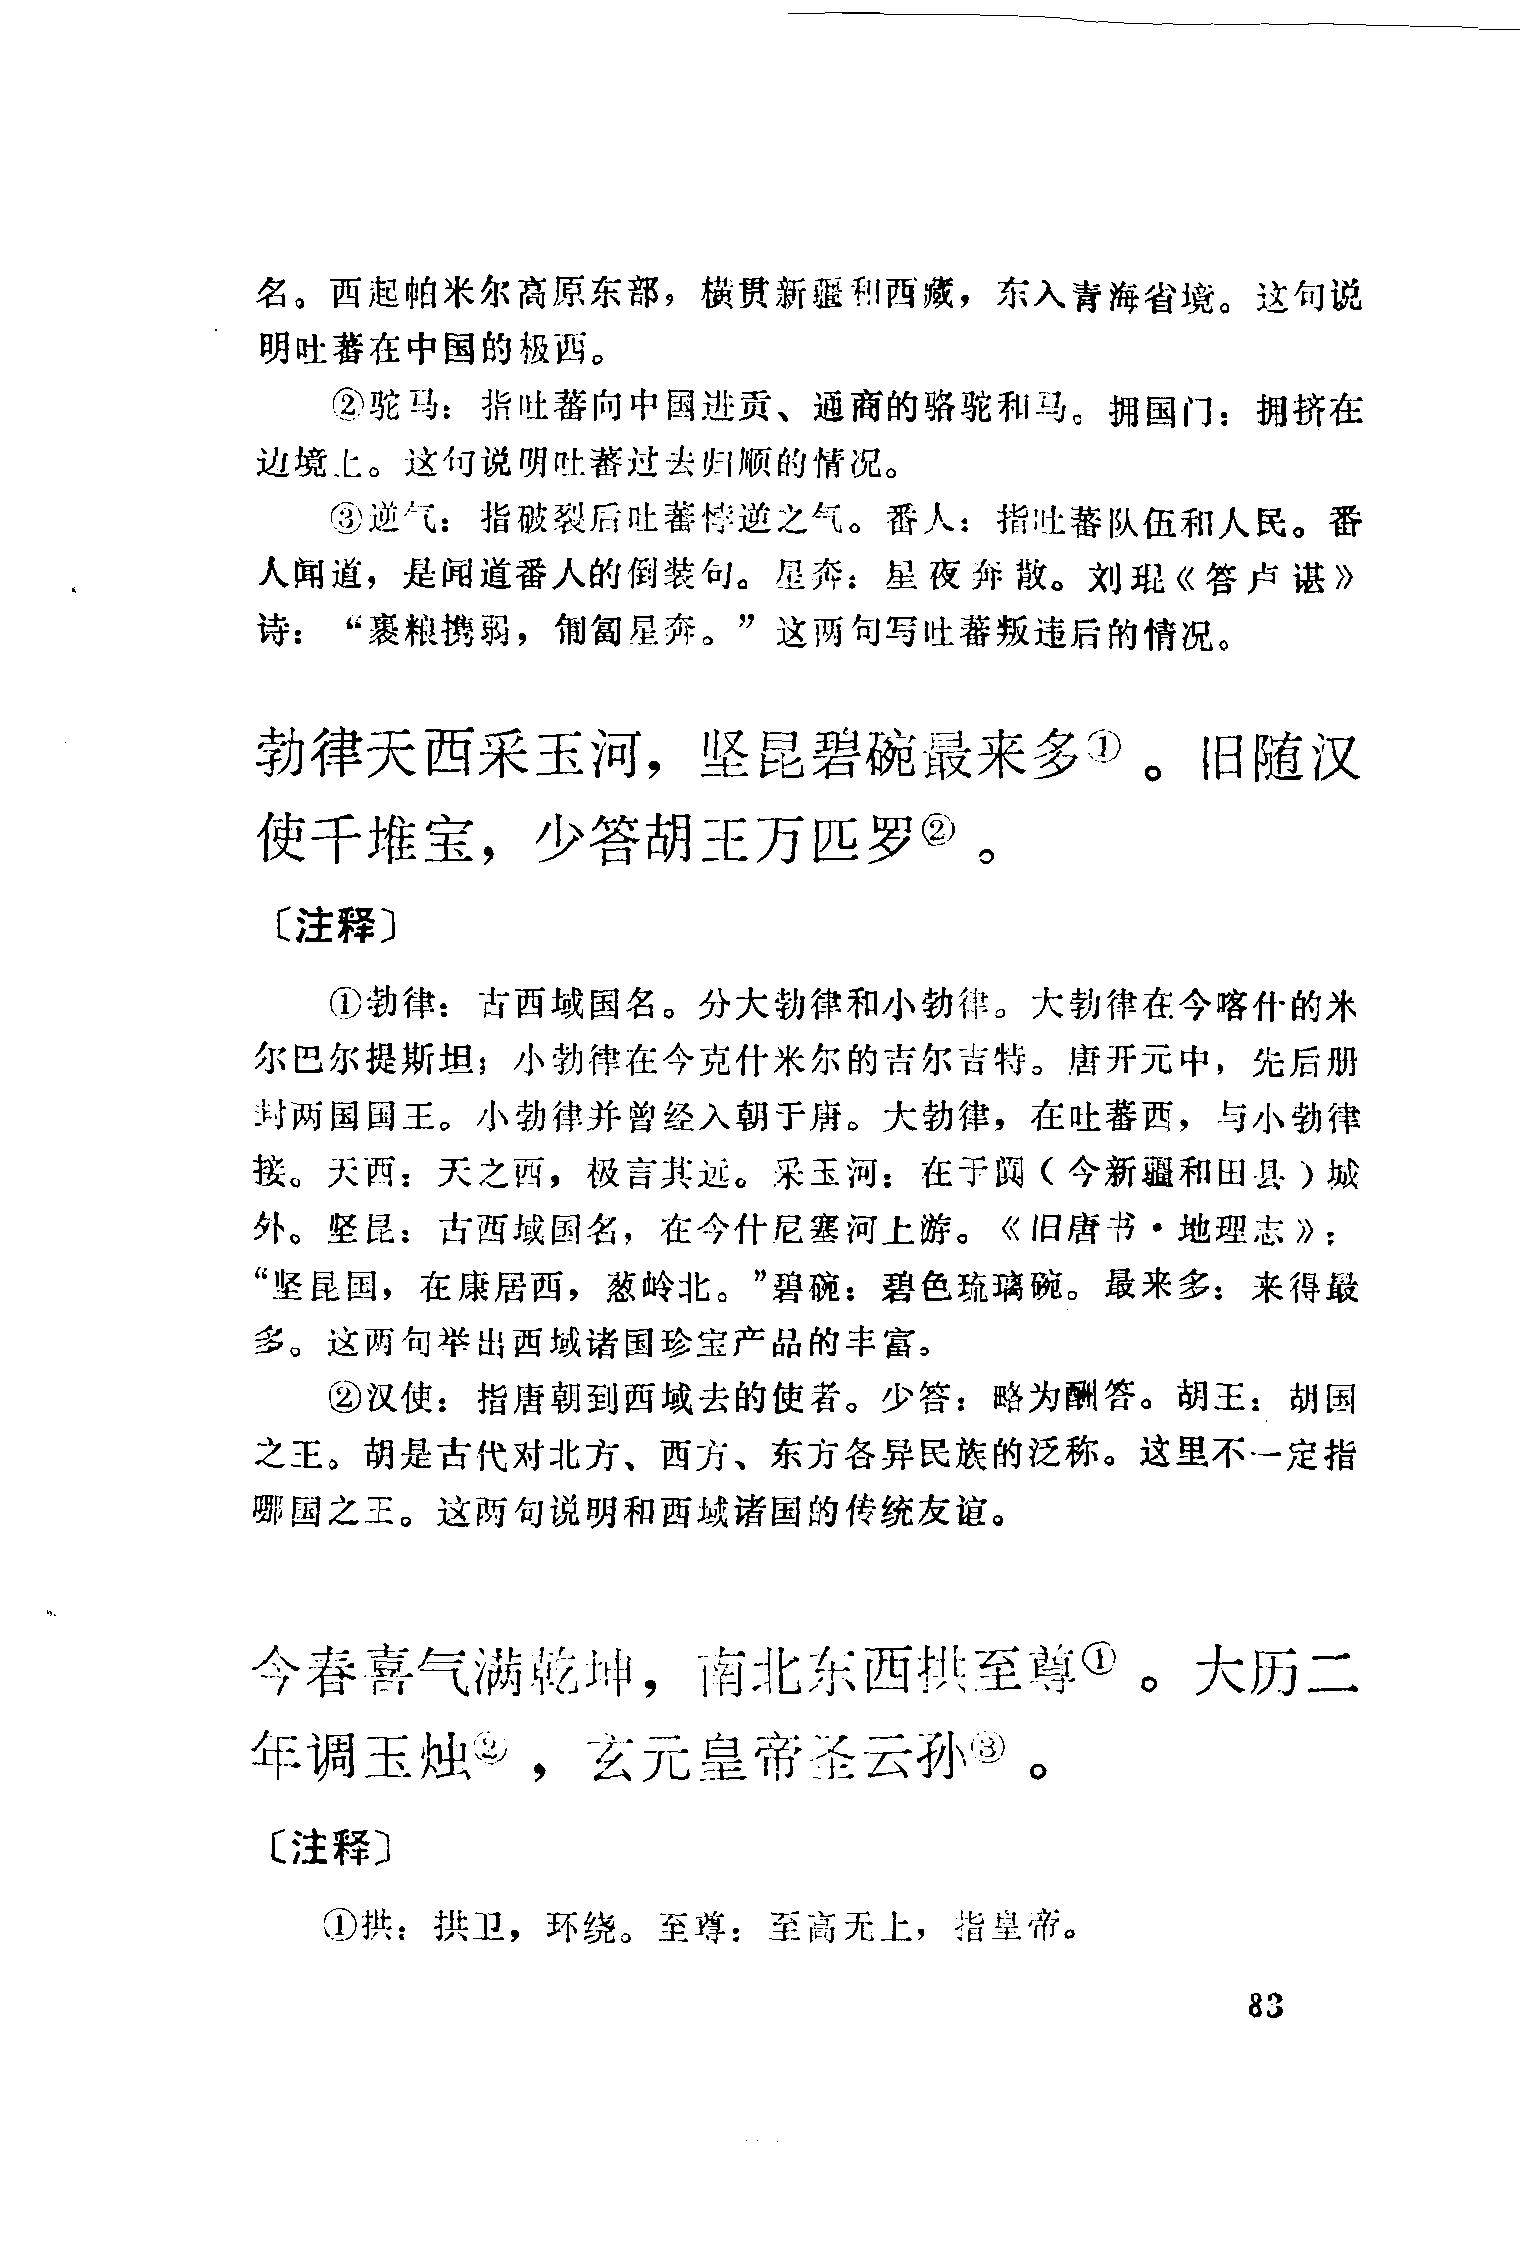 名。西起帕米尔高原东部，横贯新疆和西藏，东入青海省境。这句说
明吐蕃在中国的极西。
②驼马：指吐蕃向中国进贡、通商的骆驼和马。拥国门：拥挤在
边境上。这句说明吐蕃过去归顺的情况。
③逆气：指破裂后吐蕃悖逆之气。番人：指吐蕃队伍和人民。番
人闻道，是闻道番人的倒装句。星奔：星夜奔散。刘琨《答卢谌》
诗：“裹粮携弱，匍匐星奔。”这两句写吐蕃叛违后的情况。
勃律天西采玉河，坚昆碧碗最来多①。旧随汉
使千堆宝，少答胡王万匹罗②。
〔注释〕
①勃律：古西域国名。分大勃律和小勃律。大勃律在今喀什的米
尔巴尔提斯坦；小勃律在今克什米尔的吉尔吉特。唐开元中，先后册
封两国国王。小勃律并曾经入朝于唐。大勃律，在吐蕃西，与小勃律
接。天西：天之西，极言其远。采玉河：在于阗（今新疆和田县）城
外。坚昆：古西域国名，在今什尼塞河上游。《旧唐书·地理志》：
“坚昆国，在康居西，葱岭北。”碧碗：碧色琉璃碗。最来多：来得最
多。这两句举出西域诸国珍宝产品的丰富。
②汉使：指唐朝到西域去的使者。少答：略为酬答。胡王：胡国
之王。胡是古代对北方、西方、东方各异民族的泛称。这里不一定指
哪国之王。这两句说明和西域诸国的传统友谊。
今春喜气满乾坤，南北东西拱至尊①。大历二
年调玉烛②，玄元皇帝圣云孙③。
〔注释〕
①拱：拱卫，环绕。至尊：至高无上，指皇帝。
83